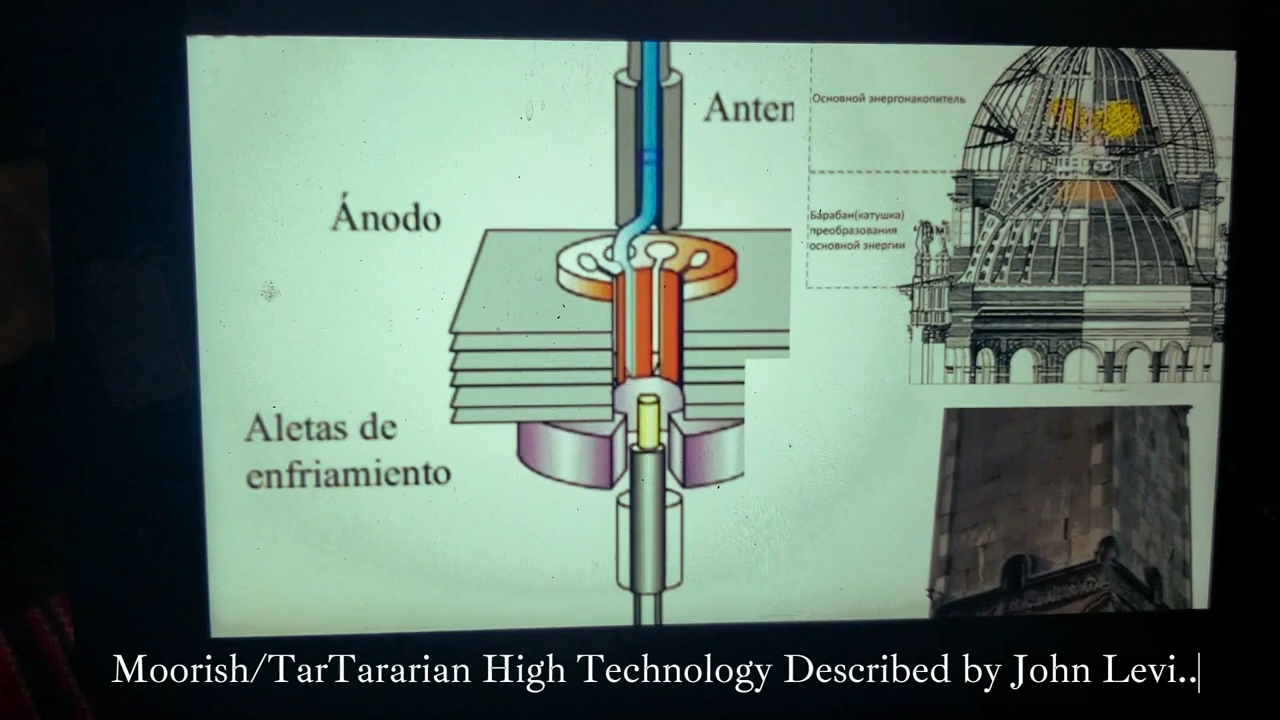 Anten
Основной энергонакопитель
Ánodo
Барабан(катушка)
преобразования
основной энергии
Aletas de
enfriamiento
Moorish/TarTararian High Technology Described by John Levi..